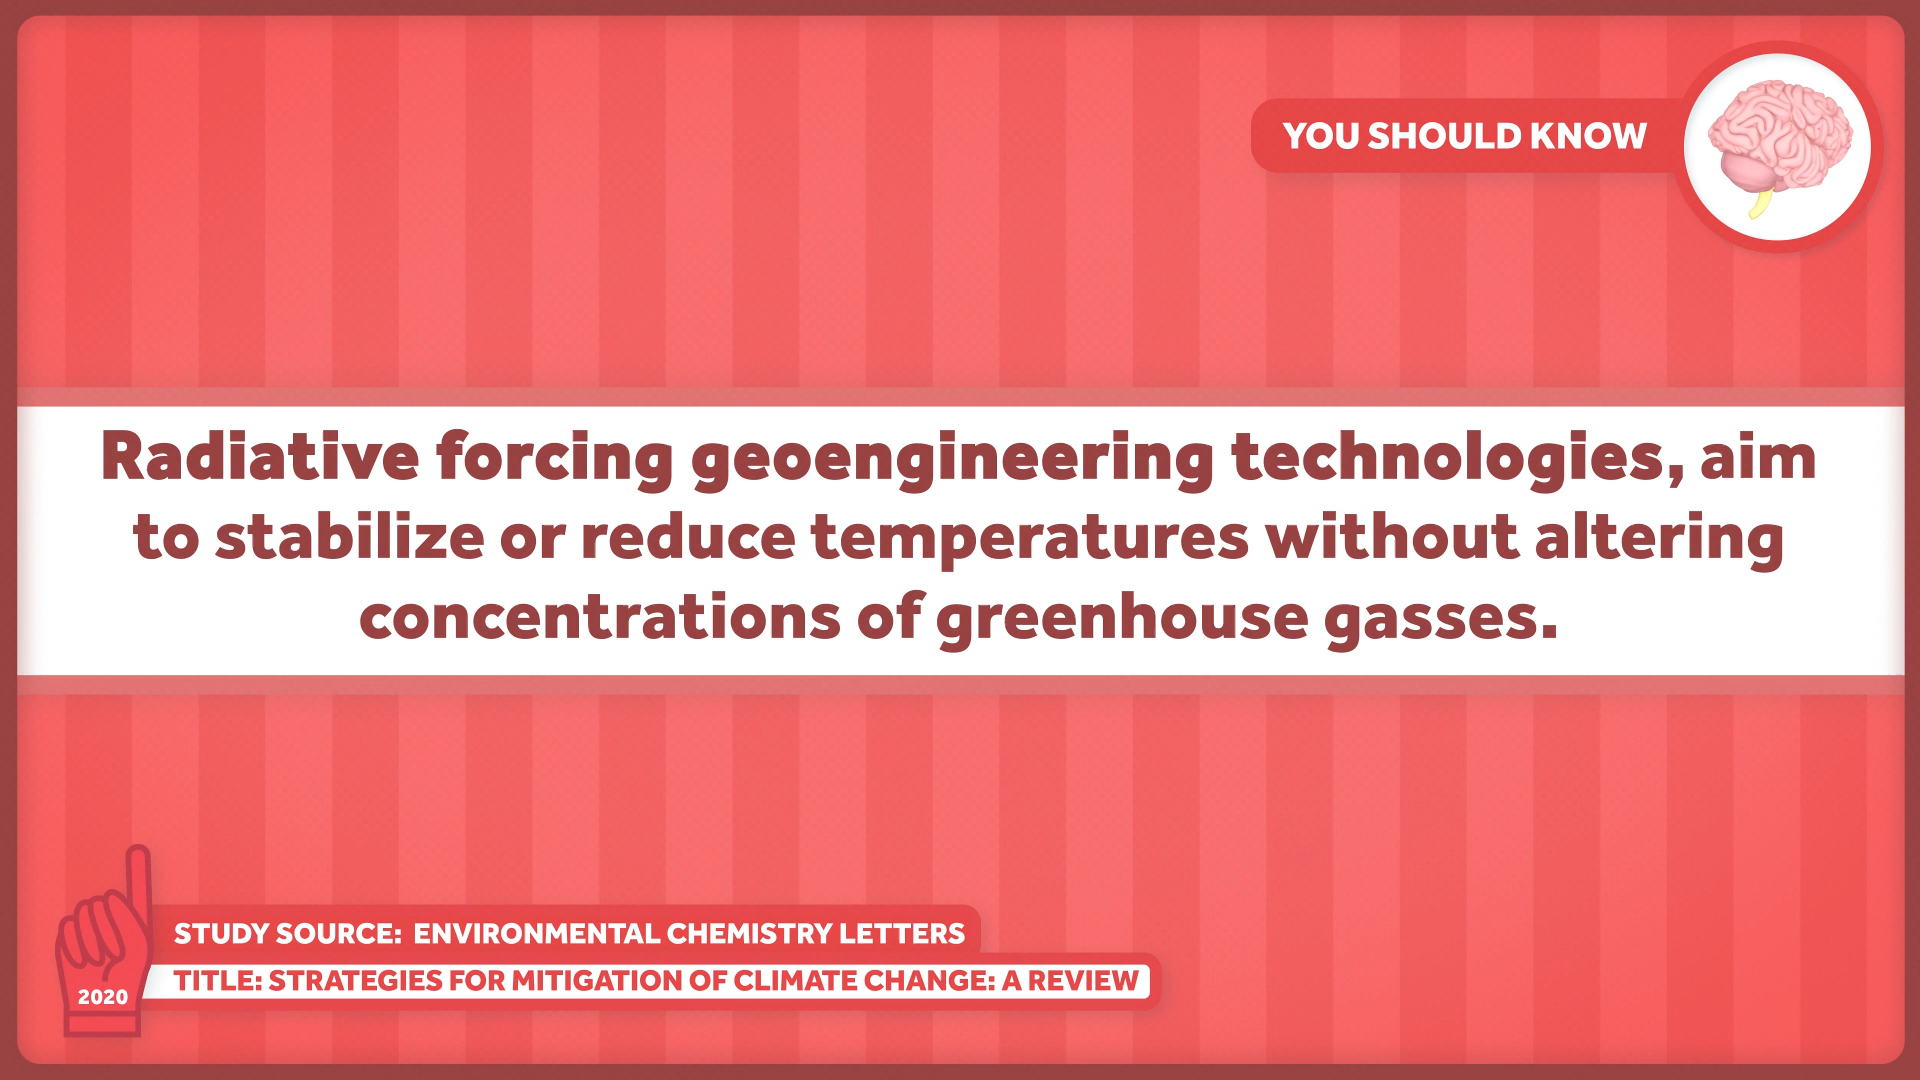 YOU SHOULD KNOW
Radiative forcing geoengineering technologies, aim
to stabilize or reduce temperatures without altering
concentrations of greenhouse gasses.
STUDY SOURCE: ENVIRONMENTAL CHEMISTRY LETTERS
TITLE: STRATEGIES FOR MITIGATION OF CLIMATE CHANGE: A REVIEW
2020